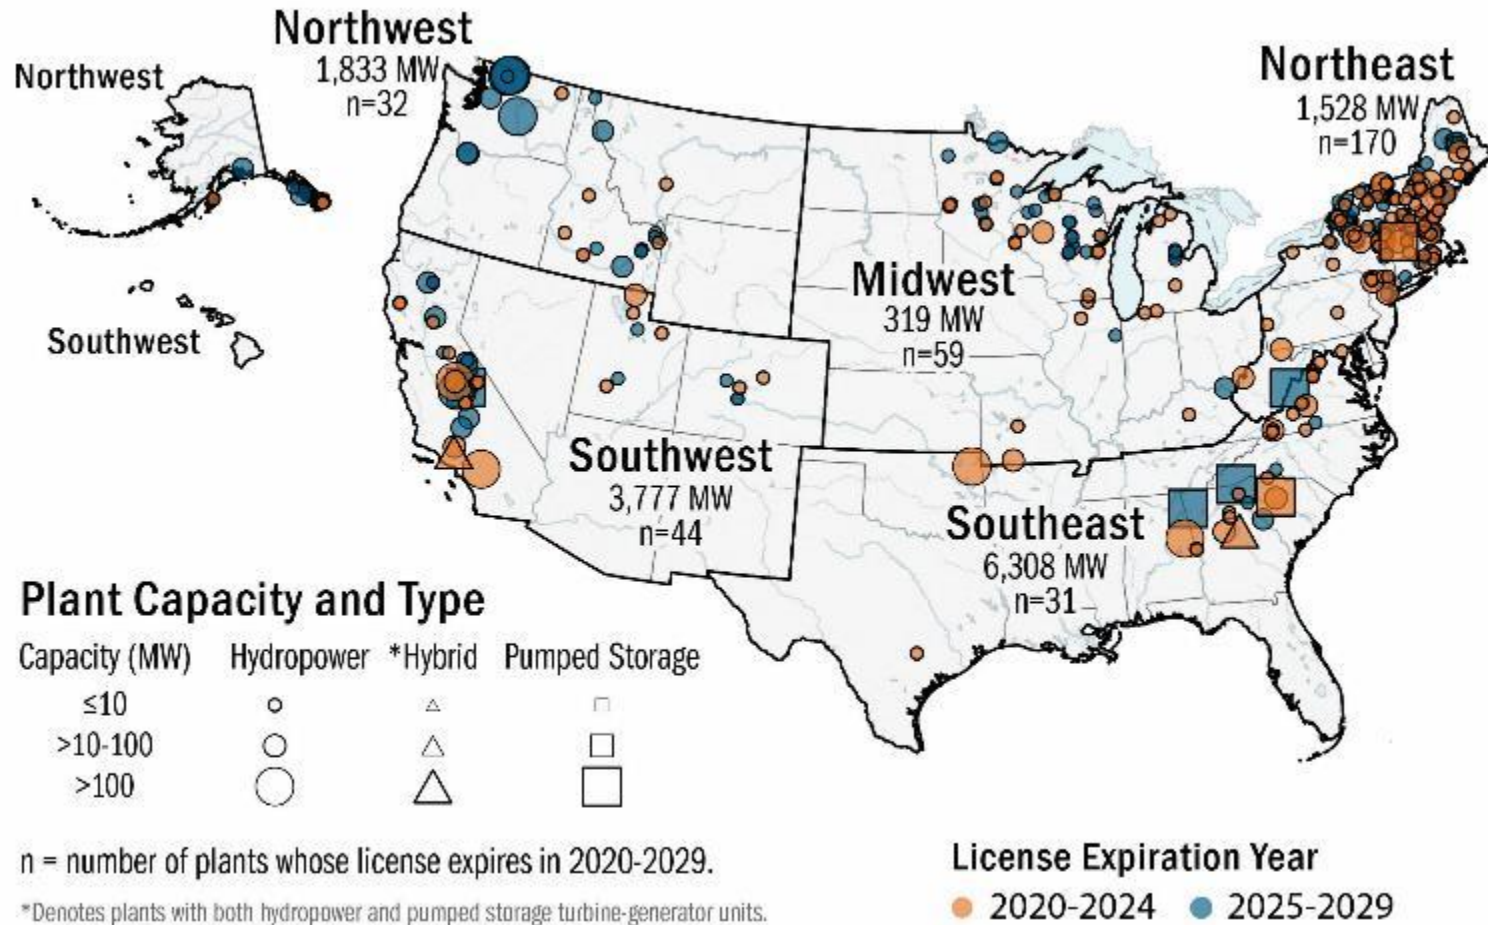 Northwest
1,833 MW
n=32
Northwest
Northeast
1,528 MW
n=170
Midwest
319 MW
n=59
Southwest
Southwest
3,777 MW
n=44
Southeast
6,308 MW
n=31
Plant Capacity and Type
Capacity (MW) Hydropower *Hybrid Pumped Storage
≤10
>10-100
>100
n = number of plants whose license expires in 2020-2029.
*Denotes plants with both hydropower and pumped storage turbine-generator units.
License Expiration Year
2020-2024 2025-2029